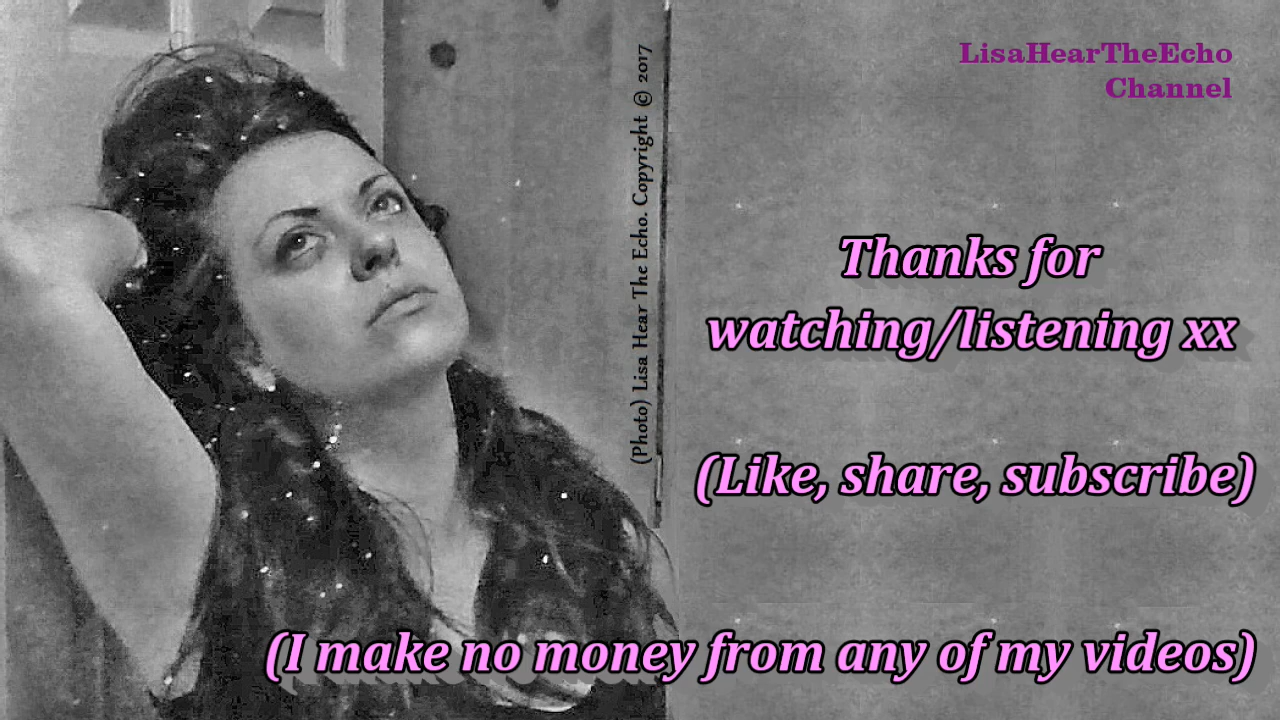 LisaHearTheEcho
Channel
(Photo) Lisa Hear The Echo. Copyright © 2017
Thanks for
watching/listening xx
(Like, share, subscribe)
(I make no money from any of my videos)